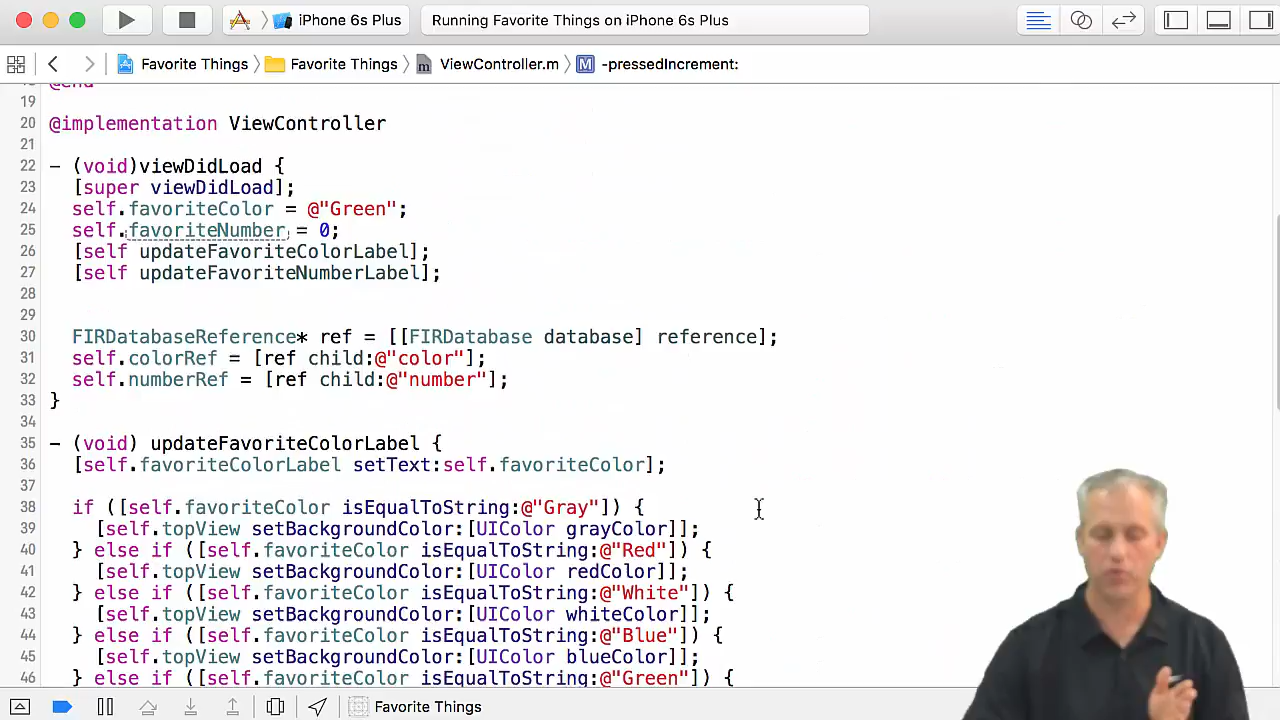 iPhone 6s Plus
Running Favorite Things on iPhone 6s Plus
Favorite Things
Favorite Things
m ViewController.m
M -pressedIncrement:
@end
19
20 @implementation ViewController
21
22 - (void)viewDidLoad {
23 [super viewDidLoad];
24 self.favoriteColor = @"Green";
25 self.favoriteNumber = 0;
26 [self updateFavoriteColorLabel];
27 [self updateFavoriteNumberLabel];
28
29
30 FIRDatabaseReference* ref = [[FIRDatabase database] reference];
31 self.colorRef = [ref child:@"color"];
32 self.numberRef = [ref child:@"number"];
33 }
34
35 - (void) updateFavoriteColorLabel {
36 [self.favoriteColorLabel setText:self.favoriteColor];
37
38 if ([self.favoriteColor isEqualToString:@"Gray"]) {
39 [self.topView setBackgroundColor:[UIColor grayColor]];
40 } else if ([self.favoriteColor isEqualToString:@"Red"]) {
41 [self.topView setBackgroundColor:[UIColor redColor]];
42 } else if ([self.favoriteColor isEqualToString:@"White"]) {
43 [self.topView setBackgroundColor:[UIColor whiteColor]];
44 } else if ([self.favoriteColor isEqualToString:@"Blue"]) {
45 [self.topView setBackgroundColor:[UIColor blueColor]];
46 } else if ([self.favoriteColor isEqualToString:@"Green"]) {
Favorite Things